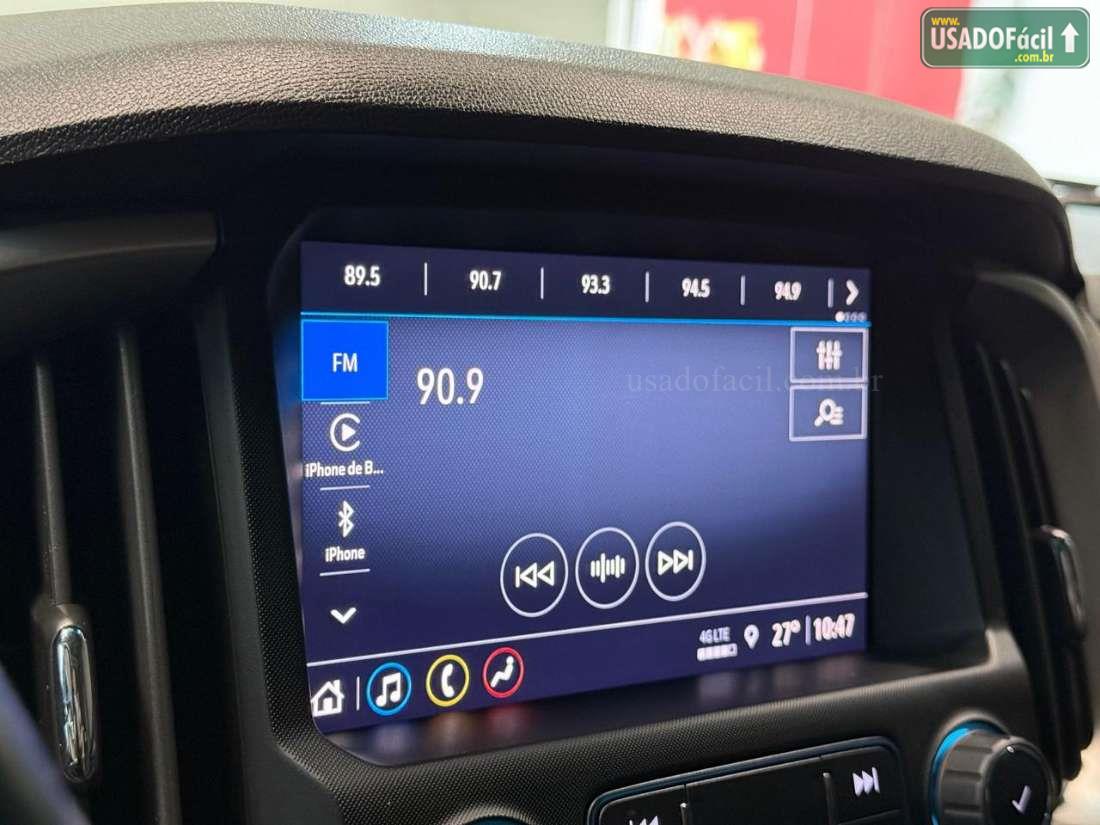 www.
USADOFácil
.com.br
89.5 90.7 93.3 94.5 94.9
FM
90.9
usadofacil.com.br
iPhone de B...
iPhone
4G LTE
27° 10:47